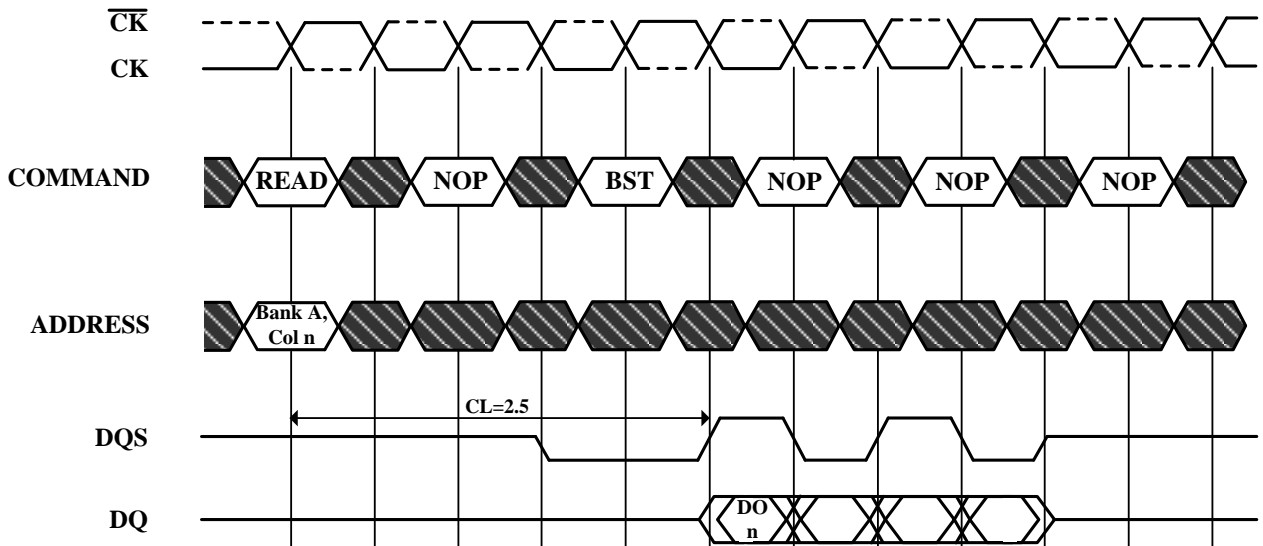 CK
CK
COMMAND
READ NOP BST NOP NOP NOP
ADDRESS
Bank A,
Col n
CL=2.5
DQS
DQ
DO
n